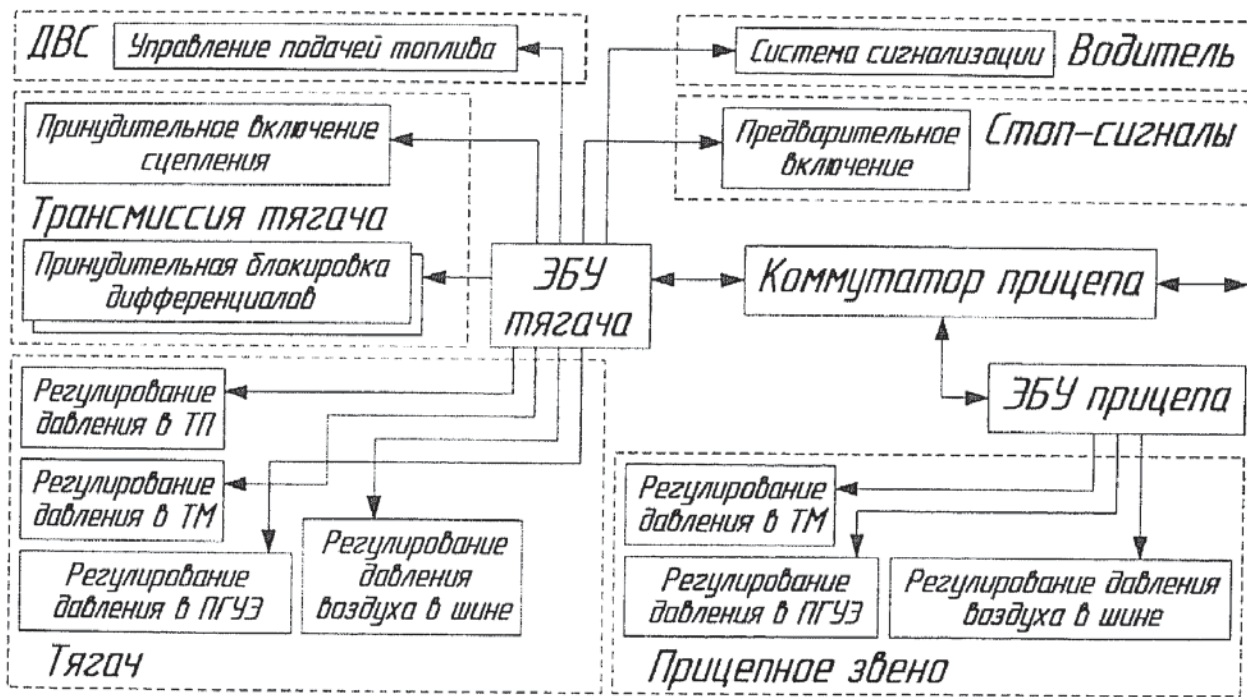 ДВС
Управление подачей топлива
Система сигнализации
Водитель
Принудительное включение
сцепления
Предварительное
включение
Стоп-сигналы
Трансмиссия тягача
Принудительная блокировка
дифференциалов
ЭБУ
тягача
Коммутатор прицепа
ЭБУ прицепа
Регулирование
давления в ТП
Регулирование
давления в ТМ
Регулирование
давления в ПГУЭ
Регулирование
давления
воздуха в шине
Тягач
Регулирование
давления в ТМ
Регулирование
давления в ПГУЭ
Регулирование давления
воздуха в шине
Прицепное звено